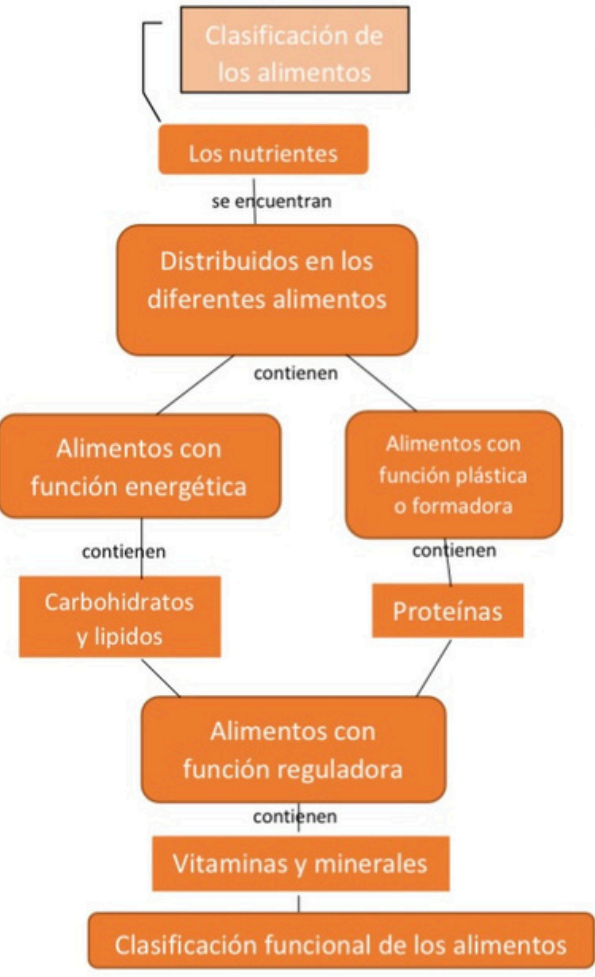 Clasificación de
los alimentos
Los nutrientes
se encuentran
Distribuidos en los
diferentes alimentos
contienen
Alimentos con
función energética
Alimentos con
función plástica
o formadora
contienen
contienen
Carbohidratos
y lipidos
Proteínas
Alimentos con
función reguladora
contienen
Vitaminas y minerales
Clasificación funcional de los alimentos